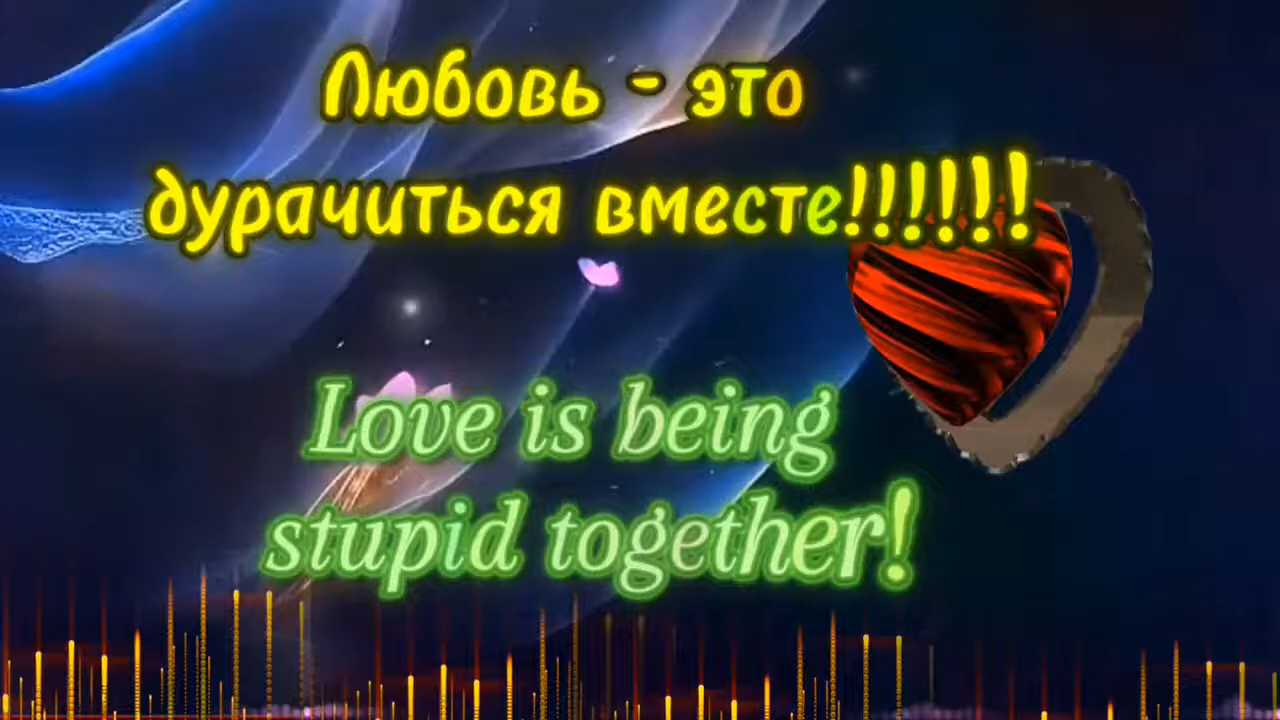 Любовь - это
дурачиться вместе!!!!!!
Love is being
stupid together!